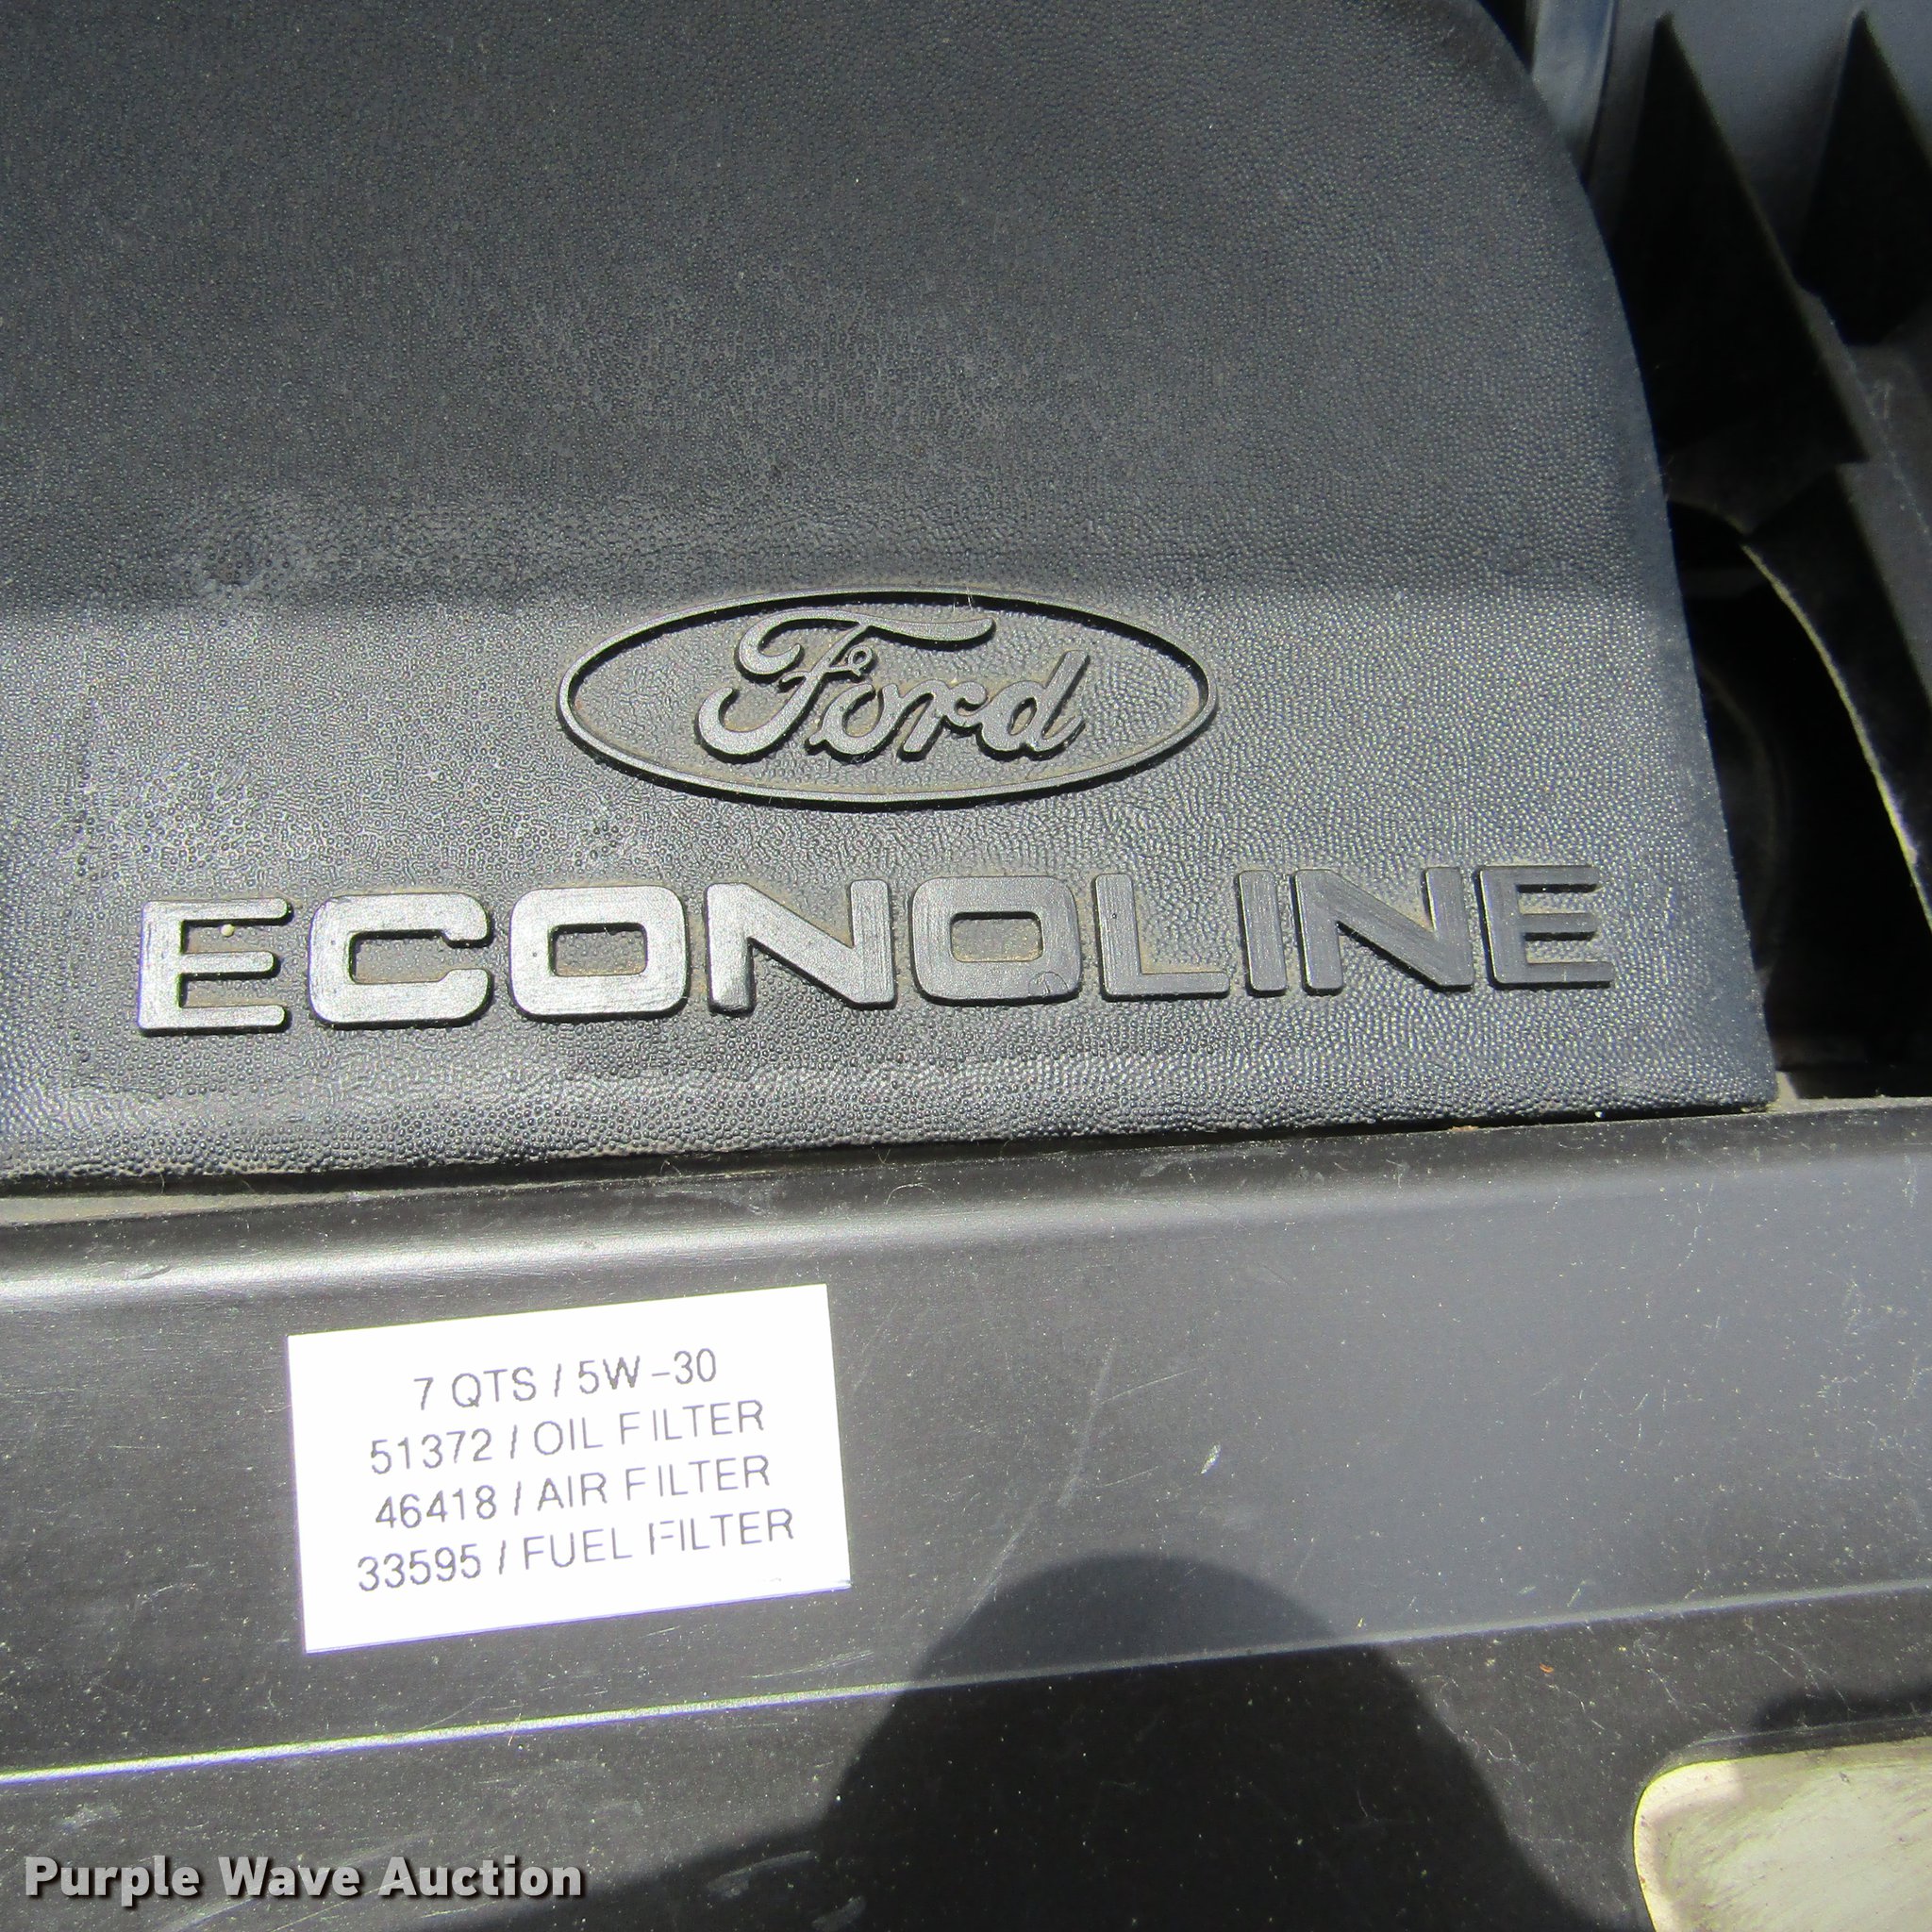 Ford
ECONOLINE
7 QTS / 5W-30
51372 / OIL FILTER
46418 / AIR FILTER
33595 / FUEL FILTER
Purple Wave Auction